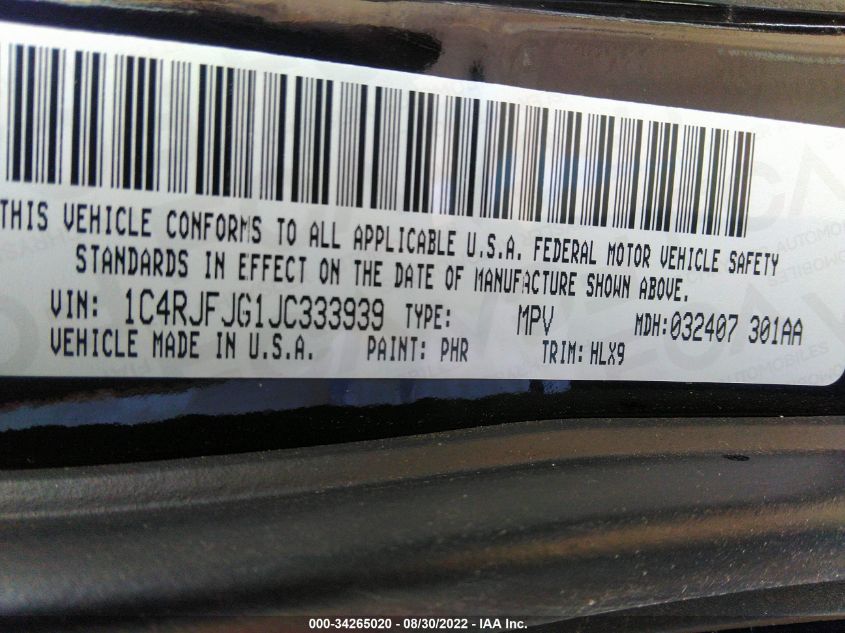 THIS VEHICLE CONFORMS TO ALL APPLICABLE U.S.A. FEDERAL MOTOR VEHICLE SAFETY
STANDARDS IN EFFECT ON THE DATE OF MANUFACTURE SHOWN ABOVE.
VIN: 1C4RJFJG1JC333939 TYPE: MPV MDH:032407 301AA
VEHICLE MADE IN U.S.A. PAINT: PHR TRIM: HLX9
000-34265020 - 08/30/2022 - IAA Inc.